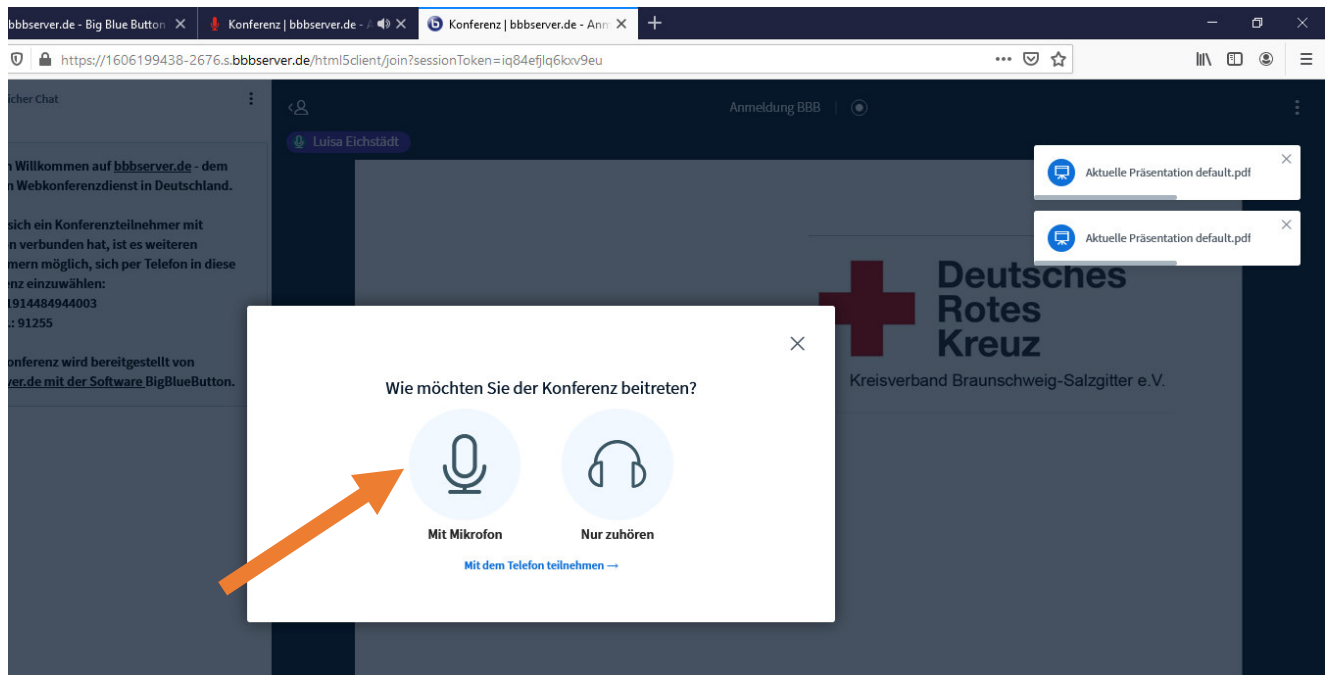 bbbserver.de - Big Blue Button
Konferenz | bbbserver.de - A
Konferenz | bbbserver.de - Anm
https://1606199438-2676.s.bbbserver.de/html5client/join?sessionToken=iq84efjlq6kxv9eu
icher Chat
Anmeldung BBB
Luisa Eichstädt
Willkommen auf bbbserver.de - dem
Webkonferenzdienst in Deutschland.
sich ein Konferenzteilnehmer mit
verbunden hat, ist es weiteren
mern möglich, sich per Telefon in diese
enz einzuwählen:
1914484944003
.: 91255
onferenz wird bereitgestellt von
ver.de mit der Software BigBlueButton.
Aktuelle Präsentation default.pdf
Aktuelle Präsentation default.pdf
Deutsches
Rotes
Kreuz
Kreisverband Braunschweig-Salzgitter e.V.
Wie möchten Sie der Konferenz beitreten?
Mit Mikrofon
Nur zuhören
Mit dem Telefon teilnehmen →